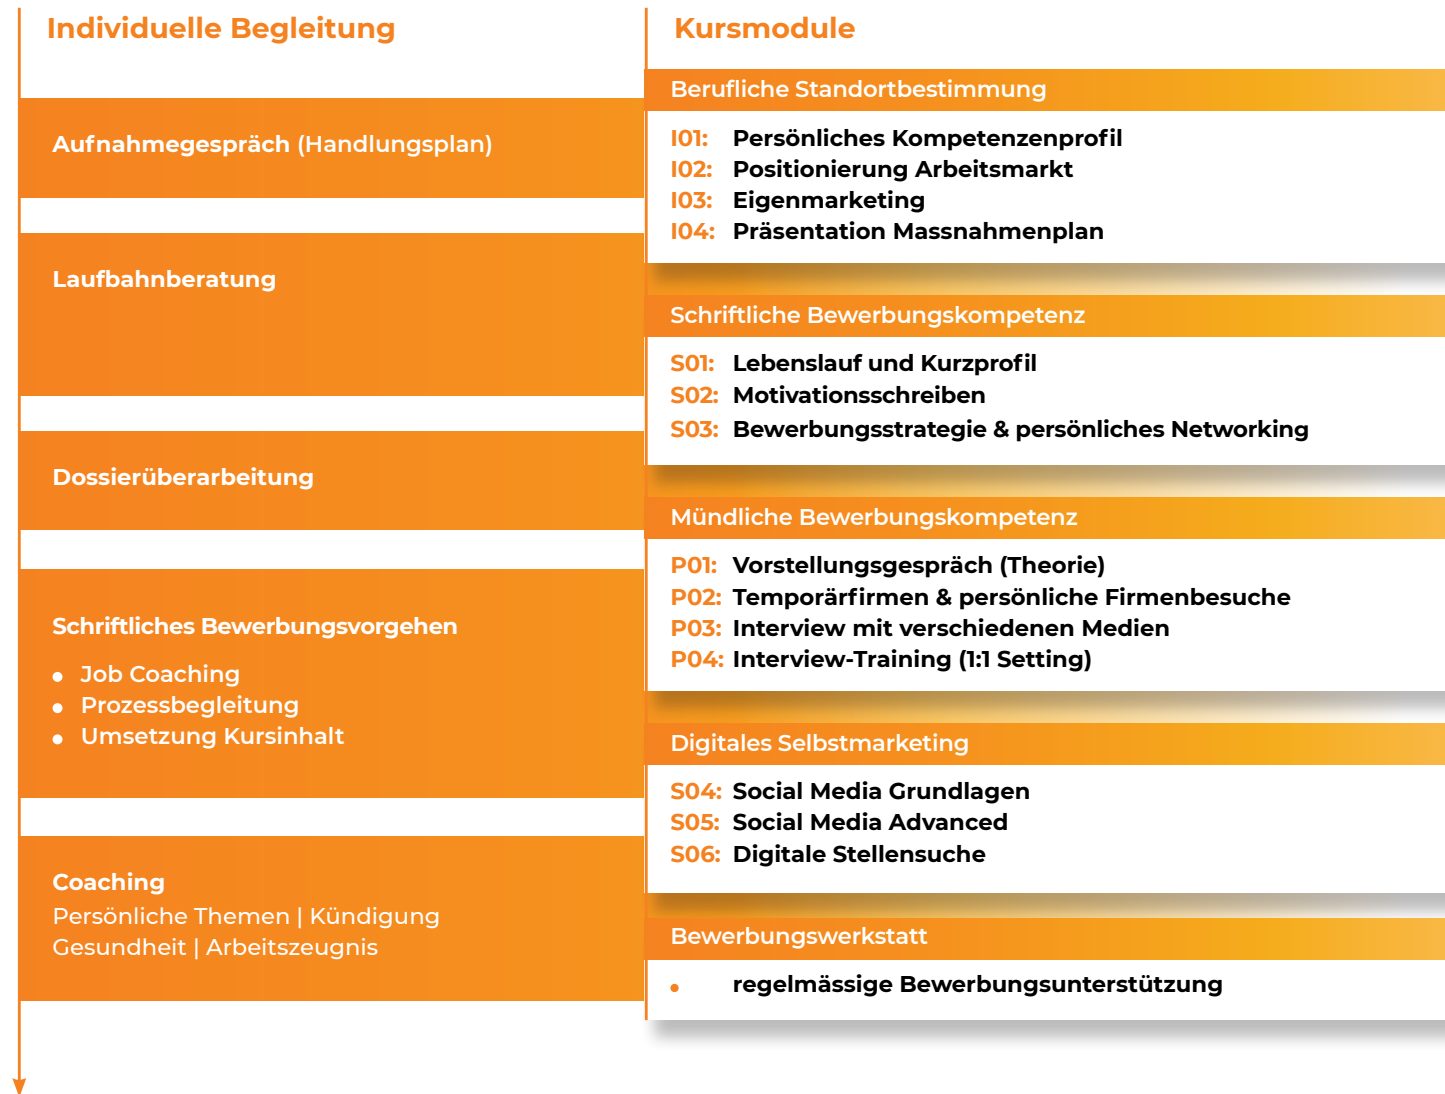 Individuelle Begleitung
Aufnahmegespräch (Handlungsplan)
Laufbahnberatung
Dossierüberarbeitung
Schriftliches Bewerbungsvorgehen
• Job Coaching
• Prozessbegleitung
• Umsetzung Kursinhalt
Coaching
Persönliche Themen | Kündigung
Gesundheit | Arbeitszeugnis
Kursmodule
Berufliche Standortbestimmung
I01: Persönliches Kompetenzenprofil
I02: Positionierung Arbeitsmarkt
I03: Eigenmarketing
I04: Präsentation Massnahmenplan
Schriftliche Bewerbungskompetenz
S01: Lebenslauf und Kurzprofil
S02: Motivationsschreiben
S03: Bewerbungsstrategie & persönliches Networking
Mündliche Bewerbungskompetenz
P01: Vorstellungsgespräch (Theorie)
P02: Temporärfirmen & persönliche Firmenbesuche
P03: Interview mit verschiedenen Medien
P04: Interview-Training (1:1 Setting)
Digitales Selbstmarketing
S04: Social Media Grundlagen
S05: Social Media Advanced
S06: Digitale Stellensuche
Bewerbungswerkstatt
• regelmässige Bewerbungsunterstützung